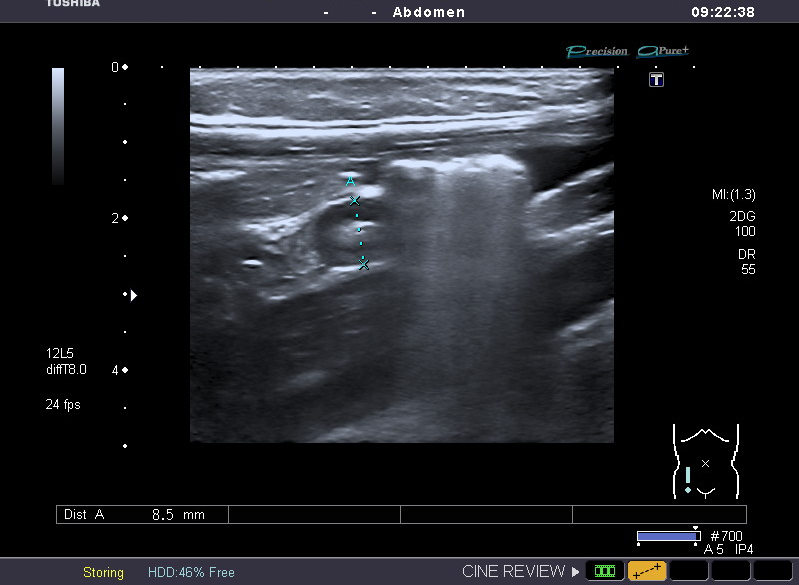 TOSHIBA
- - Abdomen 09:22:38
Precision APure+
0
T
A
MI:(1.3)
2
2DG
100
DR
55
12L5
diffT8.0
4
24 fps
Dist A 8.5 mm
#700
A 5 IP4
Storing HDD:46% Free CINE REVIEW